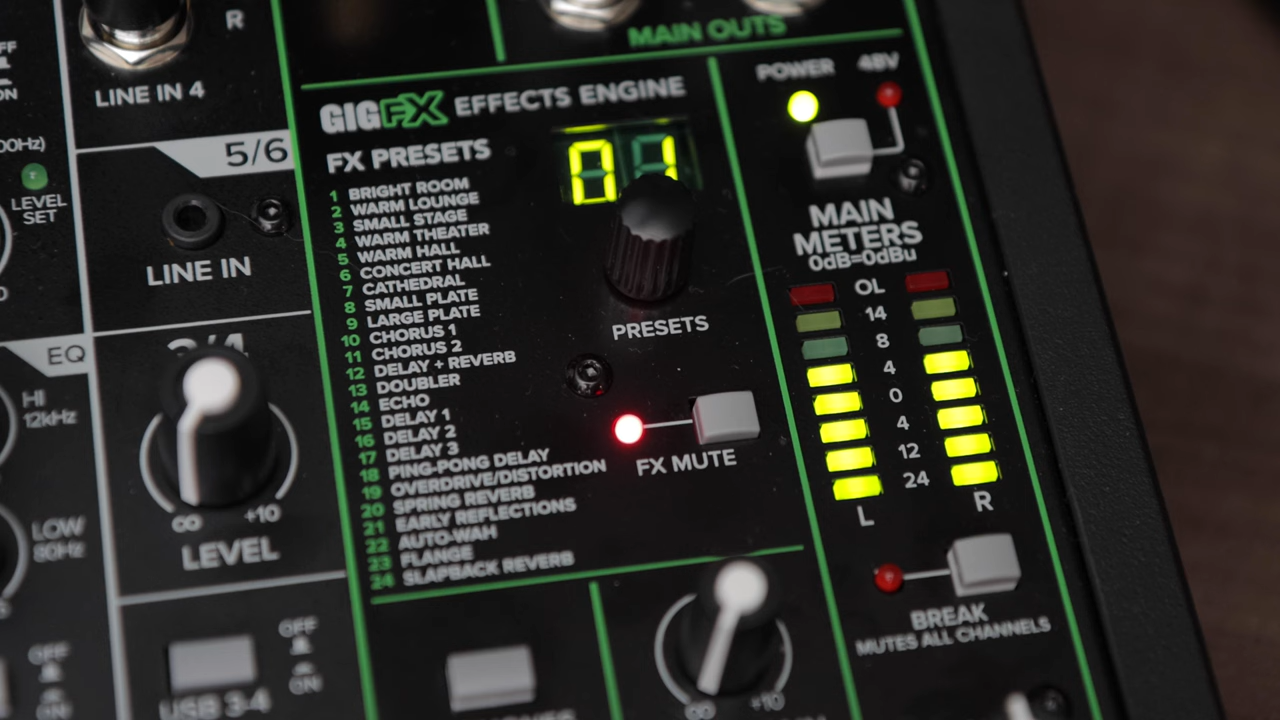 R
OFF
ON
LINE IN 4
5/6
LEVEL
SET
LINE IN
EQ
HI
12kHz
LOW
80Hz
∞ +10
LEVEL
OFF
ON
OFF
ON
USB 3-4
MAIN OUTS
GIGFX EFFECTS ENGINE
FX PRESETS
01
1 BRIGHT ROOM
2 WARM LOUNGE
3 SMALL STAGE
4 WARM THEATER
5 WARM HALL
6 CONCERT HALL
7 CATHEDRAL
8 SMALL PLATE
9 LARGE PLATE
10 CHORUS 1
11 CHORUS 2
12 DELAY + REVERB
13 DOUBLER
14 ECHO
15 DELAY 1
16 DELAY 2
17 DELAY 3
18 PING-PONG DELAY
19 OVERDRIVE/DISTORTION
20 SPRING REVERB
21 EARLY REFLECTIONS
22 AUTO-WAH
23 FLANGE
24 SLAPBACK REVERB
PRESETS
FX MUTE
∞ +10
POWER 48V
MAIN
METERS
0dB=0dBu
OL
14
8
4
0
4
12
24
L R
BREAK
MUTES ALL CHANNELS